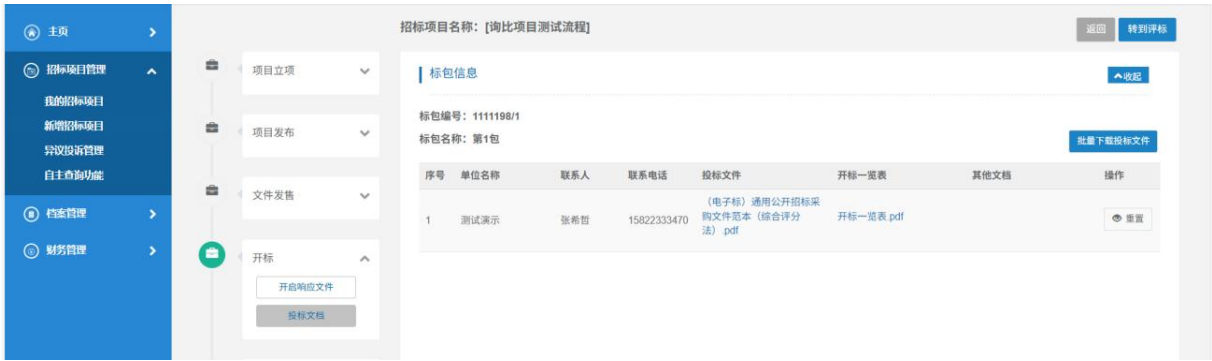 主页
招标项目管理
我的招标项目
新增招标项目
异议投诉管理
自主查询功能
档案管理
财务管理
项目立项
项目发布
文件发售
开标
开启响应文件
投标文档
招标项目名称：[询比项目测试流程]
返回 转到评标
标包信息
收起
标包编号：1111198/1
标包名称：第1包
批量下载投标文件
序号 单位名称 联系人 联系电话 投标文件 开标一览表 其他文档 操作
（电子标）通用公开招标采
1 测试演示 张希哲 15822333470 购文件范本（综合评分 开标一览表.pdf 重置
法）.pdf